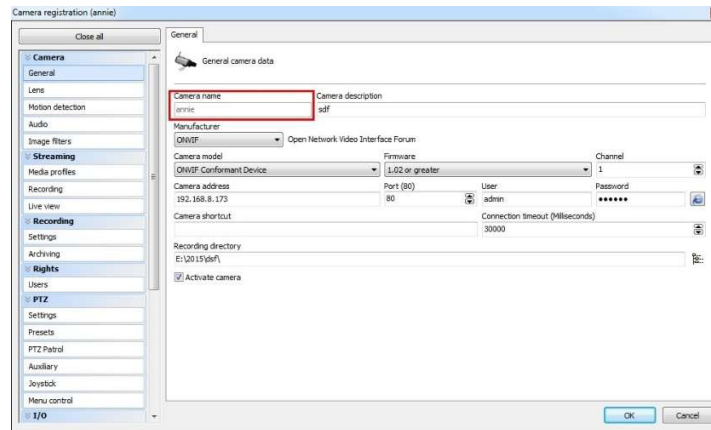 Camera registration (annie)
Close all
Camera
General
Lens
Motion detection
Audio
Image filters
Streaming
Media profiles
Recording
Live view
Recording
Settings
Archiving
Rights
Users
PTZ
Settings
Presets
PTZ Patrol
Auxiliary
Joystick
Menu control
I/O
General
General camera data
Camera name Camera description
annie sdf
Manufacturer
ONVIF Open Network Video Interface Forum
Camera model Firmware Channel
ONVIF Conformant Device 1.02 or greater 1
Camera address Port (80) User Password
192.168.8.173 80 admin ●●●●●●
Camera shortcut Connection timeout (Milliseconds)
30000
Recording directory
E:\2015\dsf\
Activate camera
OK Cancel